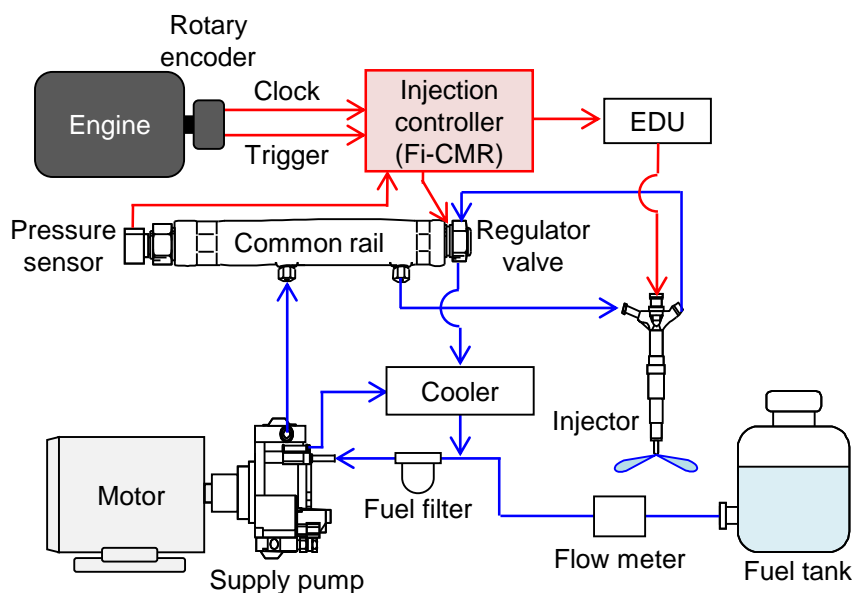 Rotary
encoder
Engine
Clock
Trigger
Injection
controller
(Fi-CMR)
EDU
Pressure
sensor
Common rail
Regulator
valve
Cooler
Injector
Motor
Supply pump
Fuel filter
Flow meter
Fuel tank